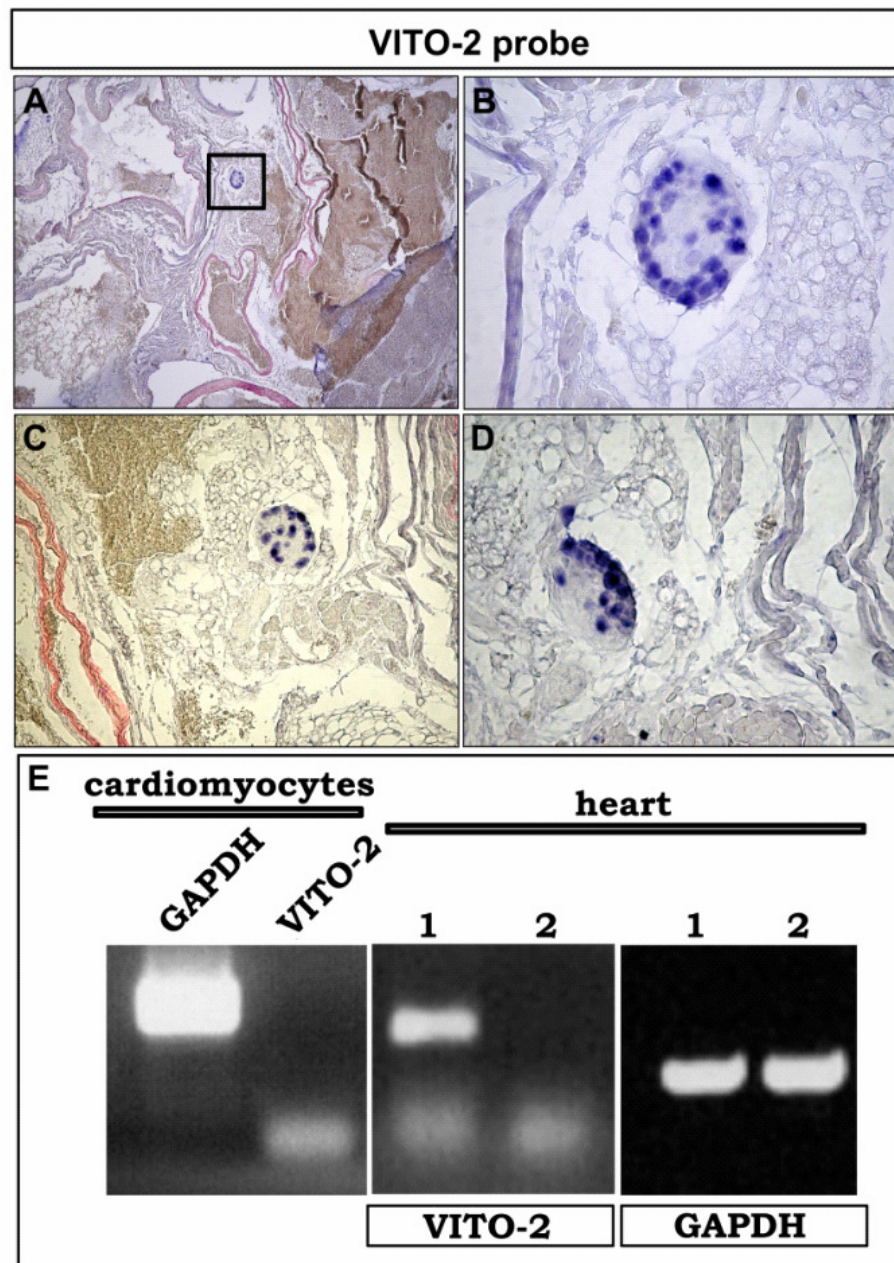 VITO-2 probe
A
B
C
D
E
cardiomyocytes
heart
GAPDH
VITO-2
1
2
1
2
VITO-2
GAPDH